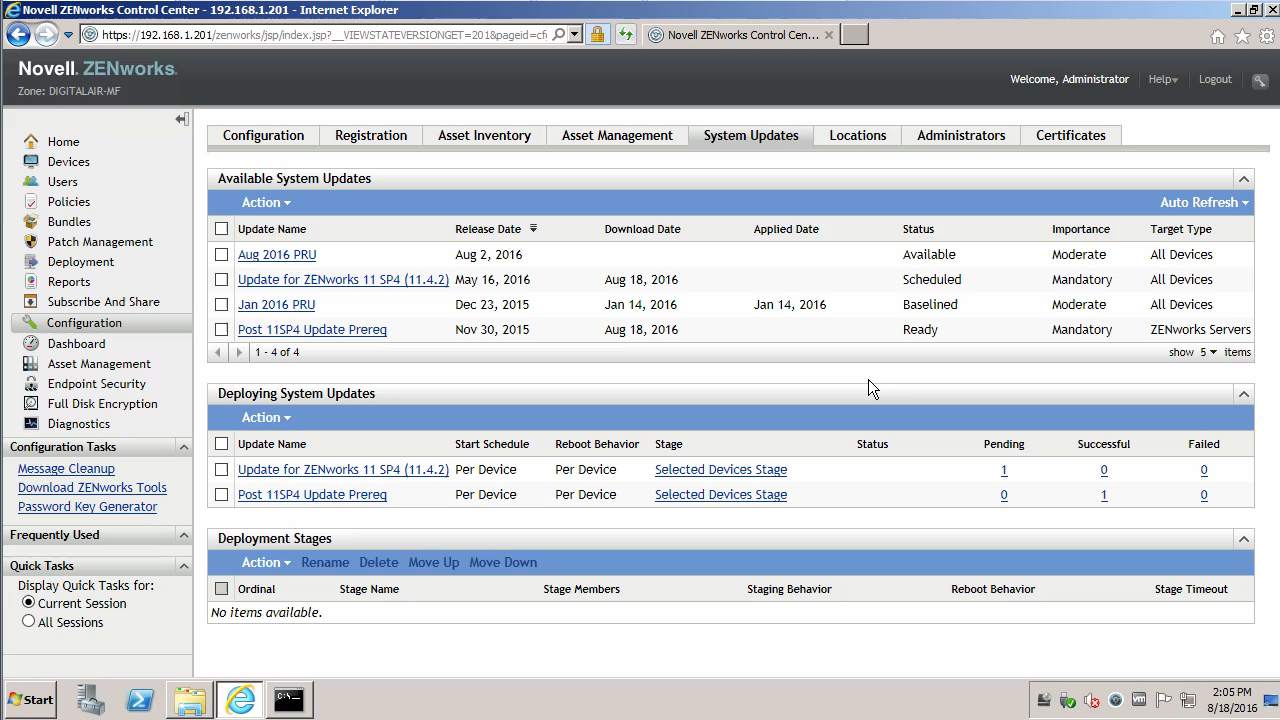 Novell ZENworks Control Center - 192.168.1.201 - Internet Explorer
https://192.168.1.201/zenworks/jsp/index.jsp?__VIEWSTATEVERSIONGET=2018&pageid=cf
Novell ZENworks Control Cen...
Novell. ZENworks.
Zone: DIGITALAIR-MF
Welcome, Administrator
Help
Logout
Home
Devices
Users
Policies
Bundles
Patch Management
Deployment
Reports
Subscribe And Share
Configuration
Dashboard
Asset Management
Endpoint Security
Full Disk Encryption
Diagnostics
Configuration Tasks
Message Cleanup
Download ZENworks Tools
Password Key Generator
Frequently Used
Quick Tasks
Display Quick Tasks for:
Current Session
All Sessions
Configuration Registration Asset Inventory Asset Management System Updates Locations Administrators Certificates
Available System Updates
Action Auto Refresh
Update Name Release Date Download Date Applied Date Status Importance Target Type
Aug 2016 PRU Aug 2, 2016 Available Moderate All Devices
Update for ZENworks 11 SP4 (11.4.2) May 16, 2016 Aug 18, 2016 Scheduled Mandatory All Devices
Jan 2016 PRU Dec 23, 2015 Jan 14, 2016 Jan 14, 2016 Baselined Moderate All Devices
Post 11SP4 Update Prereq Nov 30, 2015 Aug 18, 2016 Ready Mandatory ZENworks Servers
1 - 4 of 4 show 5 items
Deploying System Updates
Action
Update Name Start Schedule Reboot Behavior Stage Status Pending Successful Failed
Update for ZENworks 11 SP4 (11.4.2) Per Device Per Device Selected Devices Stage 1 0 0
Post 11SP4 Update Prereq Per Device Per Device Selected Devices Stage 0 1 0
Deployment Stages
Action Rename Delete Move Up Move Down
Ordinal Stage Name Stage Members Staging Behavior Reboot Behavior Stage Timeout
No items available.
Start
2:05 PM
8/18/2016